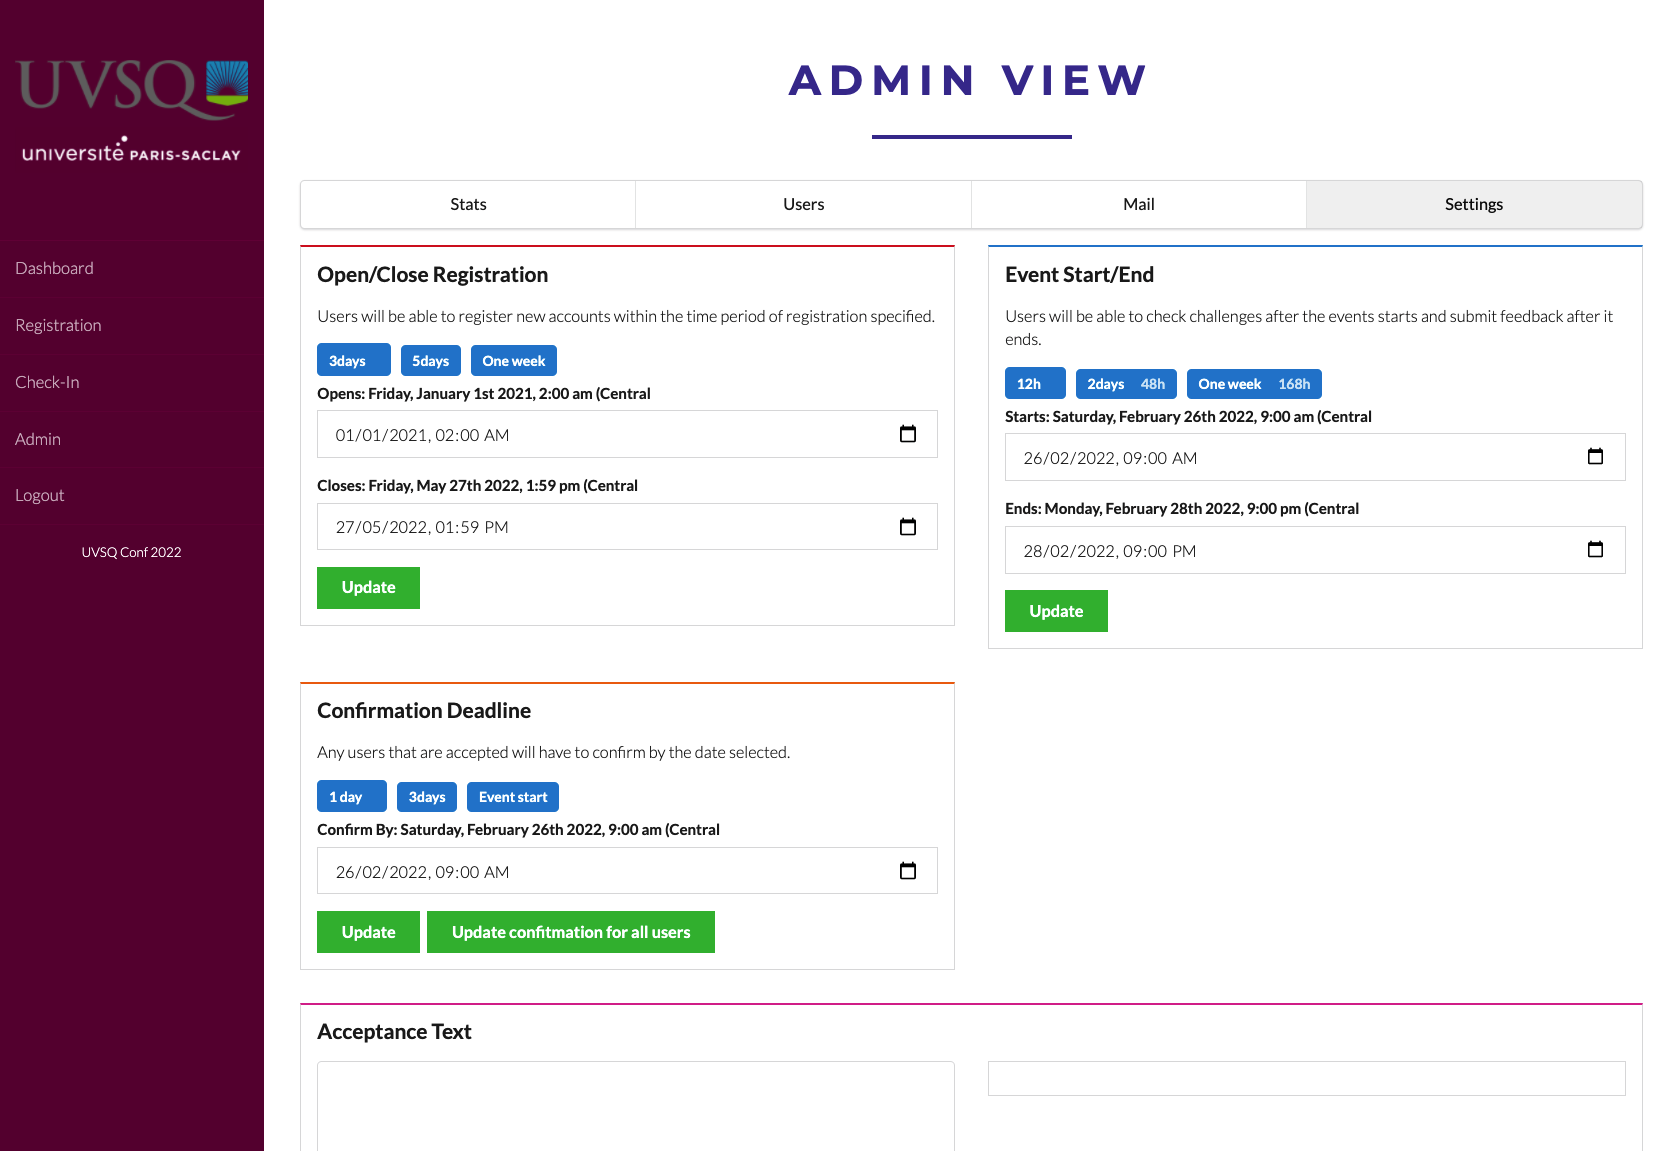 UVSQ
université PARIS-SACLAY
Dashboard
Registration
Check-In
Admin
Logout
UVSQ Conf 2022
ADMIN VIEW
Stats
Users
Mail
Settings
Open/Close Registration
Users will be able to register new accounts within the time period of registration specified.
3days
5days
One week
Opens: Friday, January 1st 2021, 2:00 am (Central
01/01/2021, 02:00 AM
Closes: Friday, May 27th 2022, 1:59 pm (Central
27/05/2022, 01:59 PM
Update
Event Start/End
Users will be able to check challenges after the events starts and submit feedback after it
ends.
12h
2days 48h
One week 168h
Starts: Saturday, February 26th 2022, 9:00 am (Central
26/02/2022, 09:00 AM
Ends: Monday, February 28th 2022, 9:00 pm (Central
28/02/2022, 09:00 PM
Update
Confirmation Deadline
Any users that are accepted will have to confirm by the date selected.
1 day
3days
Event start
Confirm By: Saturday, February 26th 2022, 9:00 am (Central
26/02/2022, 09:00 AM
Update
Update confitmation for all users
Acceptance Text